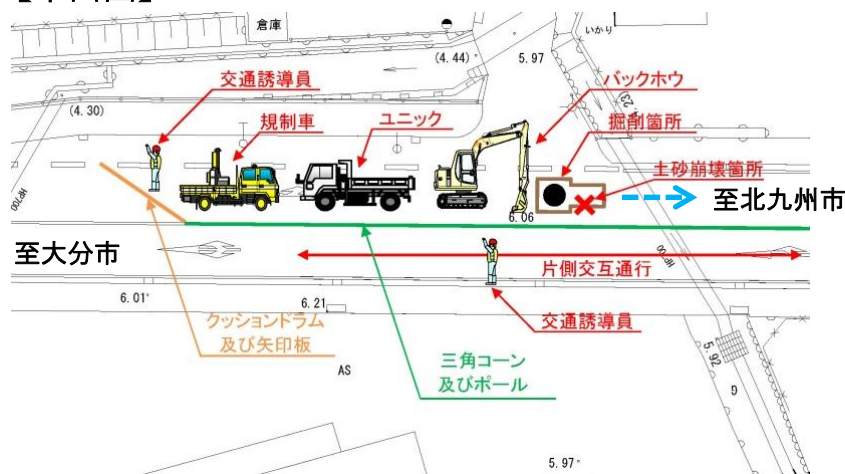 倉庫
いかり
(4.44)
5.97
交通誘導員
バックホウ
(4.30)
規制車
ユニック
(4.23)
掘削箇所
土砂崩壊箇所
HP700
6.06
至北九州市
至大分市
片側交互通行
6.01
6.21
クッションドラム
及び矢印板
交通誘導員
三角コーン
及びポール
AS
5.92
5.97